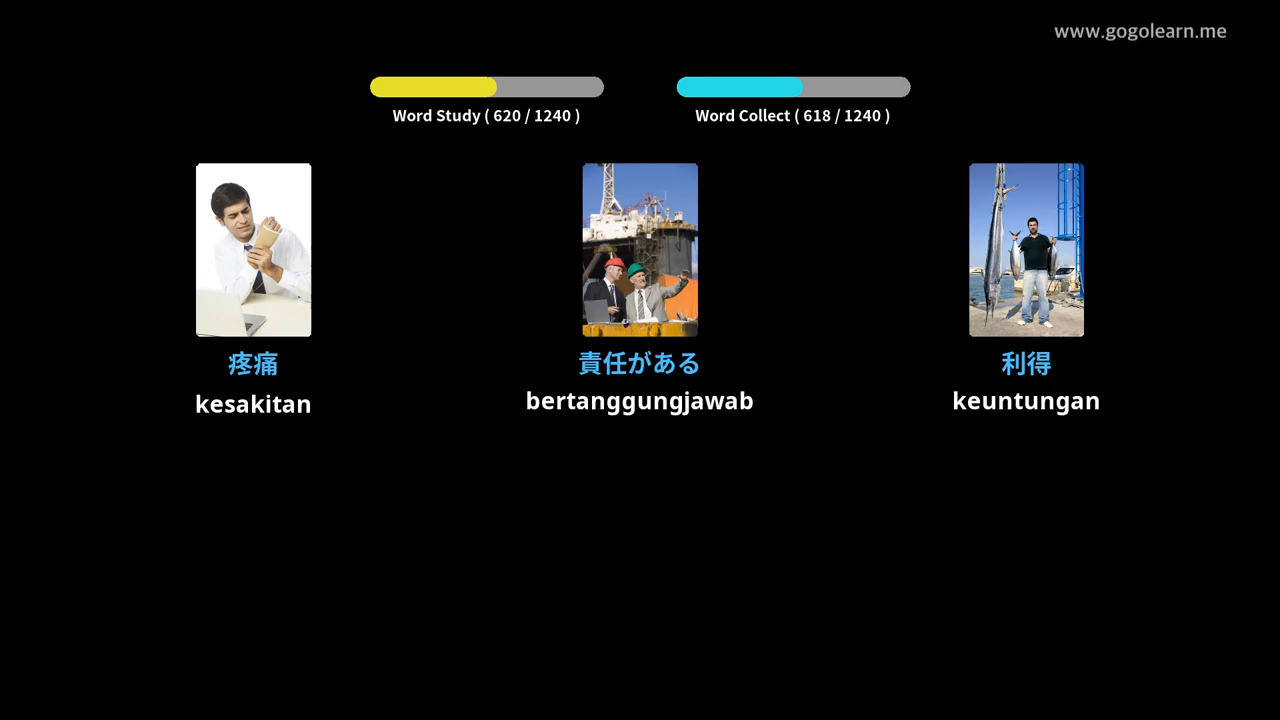 www.gogolearn.me
Word Study ( 620 / 1240 )
Word Collect ( 618 / 1240 )
疼痛
責任がある
利得
kesakitan
bertanggungjawab
keuntungan